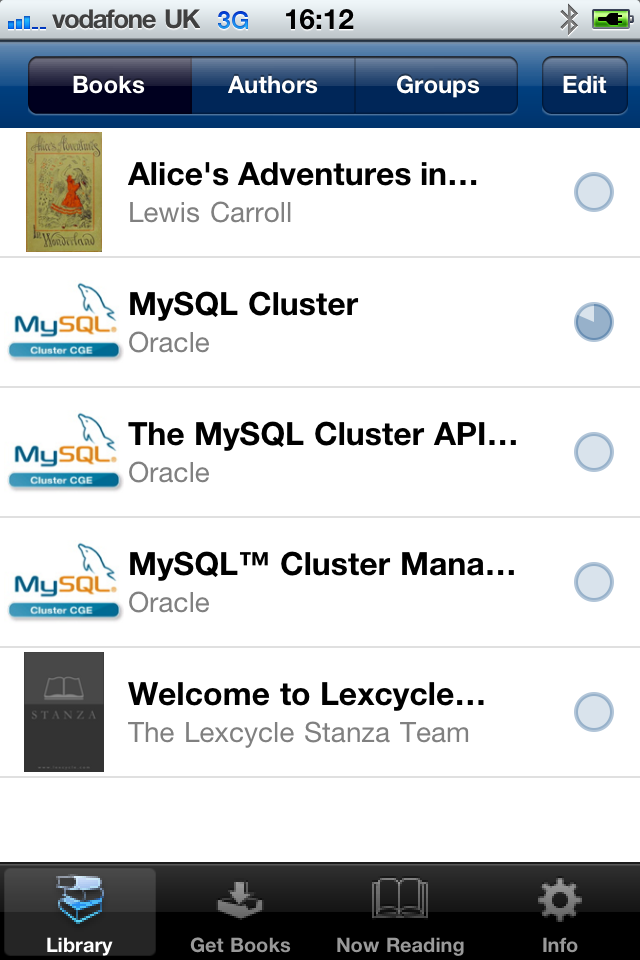 vodafone UK 3G 16:12
Books Authors Groups Edit
Alice's Adventures
In
Wonderland
Alice's Adventures in...
Lewis Carroll
MySQL®
Cluster CGE
MySQL Cluster
Oracle
MySQL®
Cluster CGE
The MySQL Cluster API...
Oracle
MySQL®
Cluster CGE
MySQL™ Cluster Mana...
Oracle
STANZA
Welcome to Lexcycle...
The Lexcycle Stanza Team
Library Get Books Now Reading Info